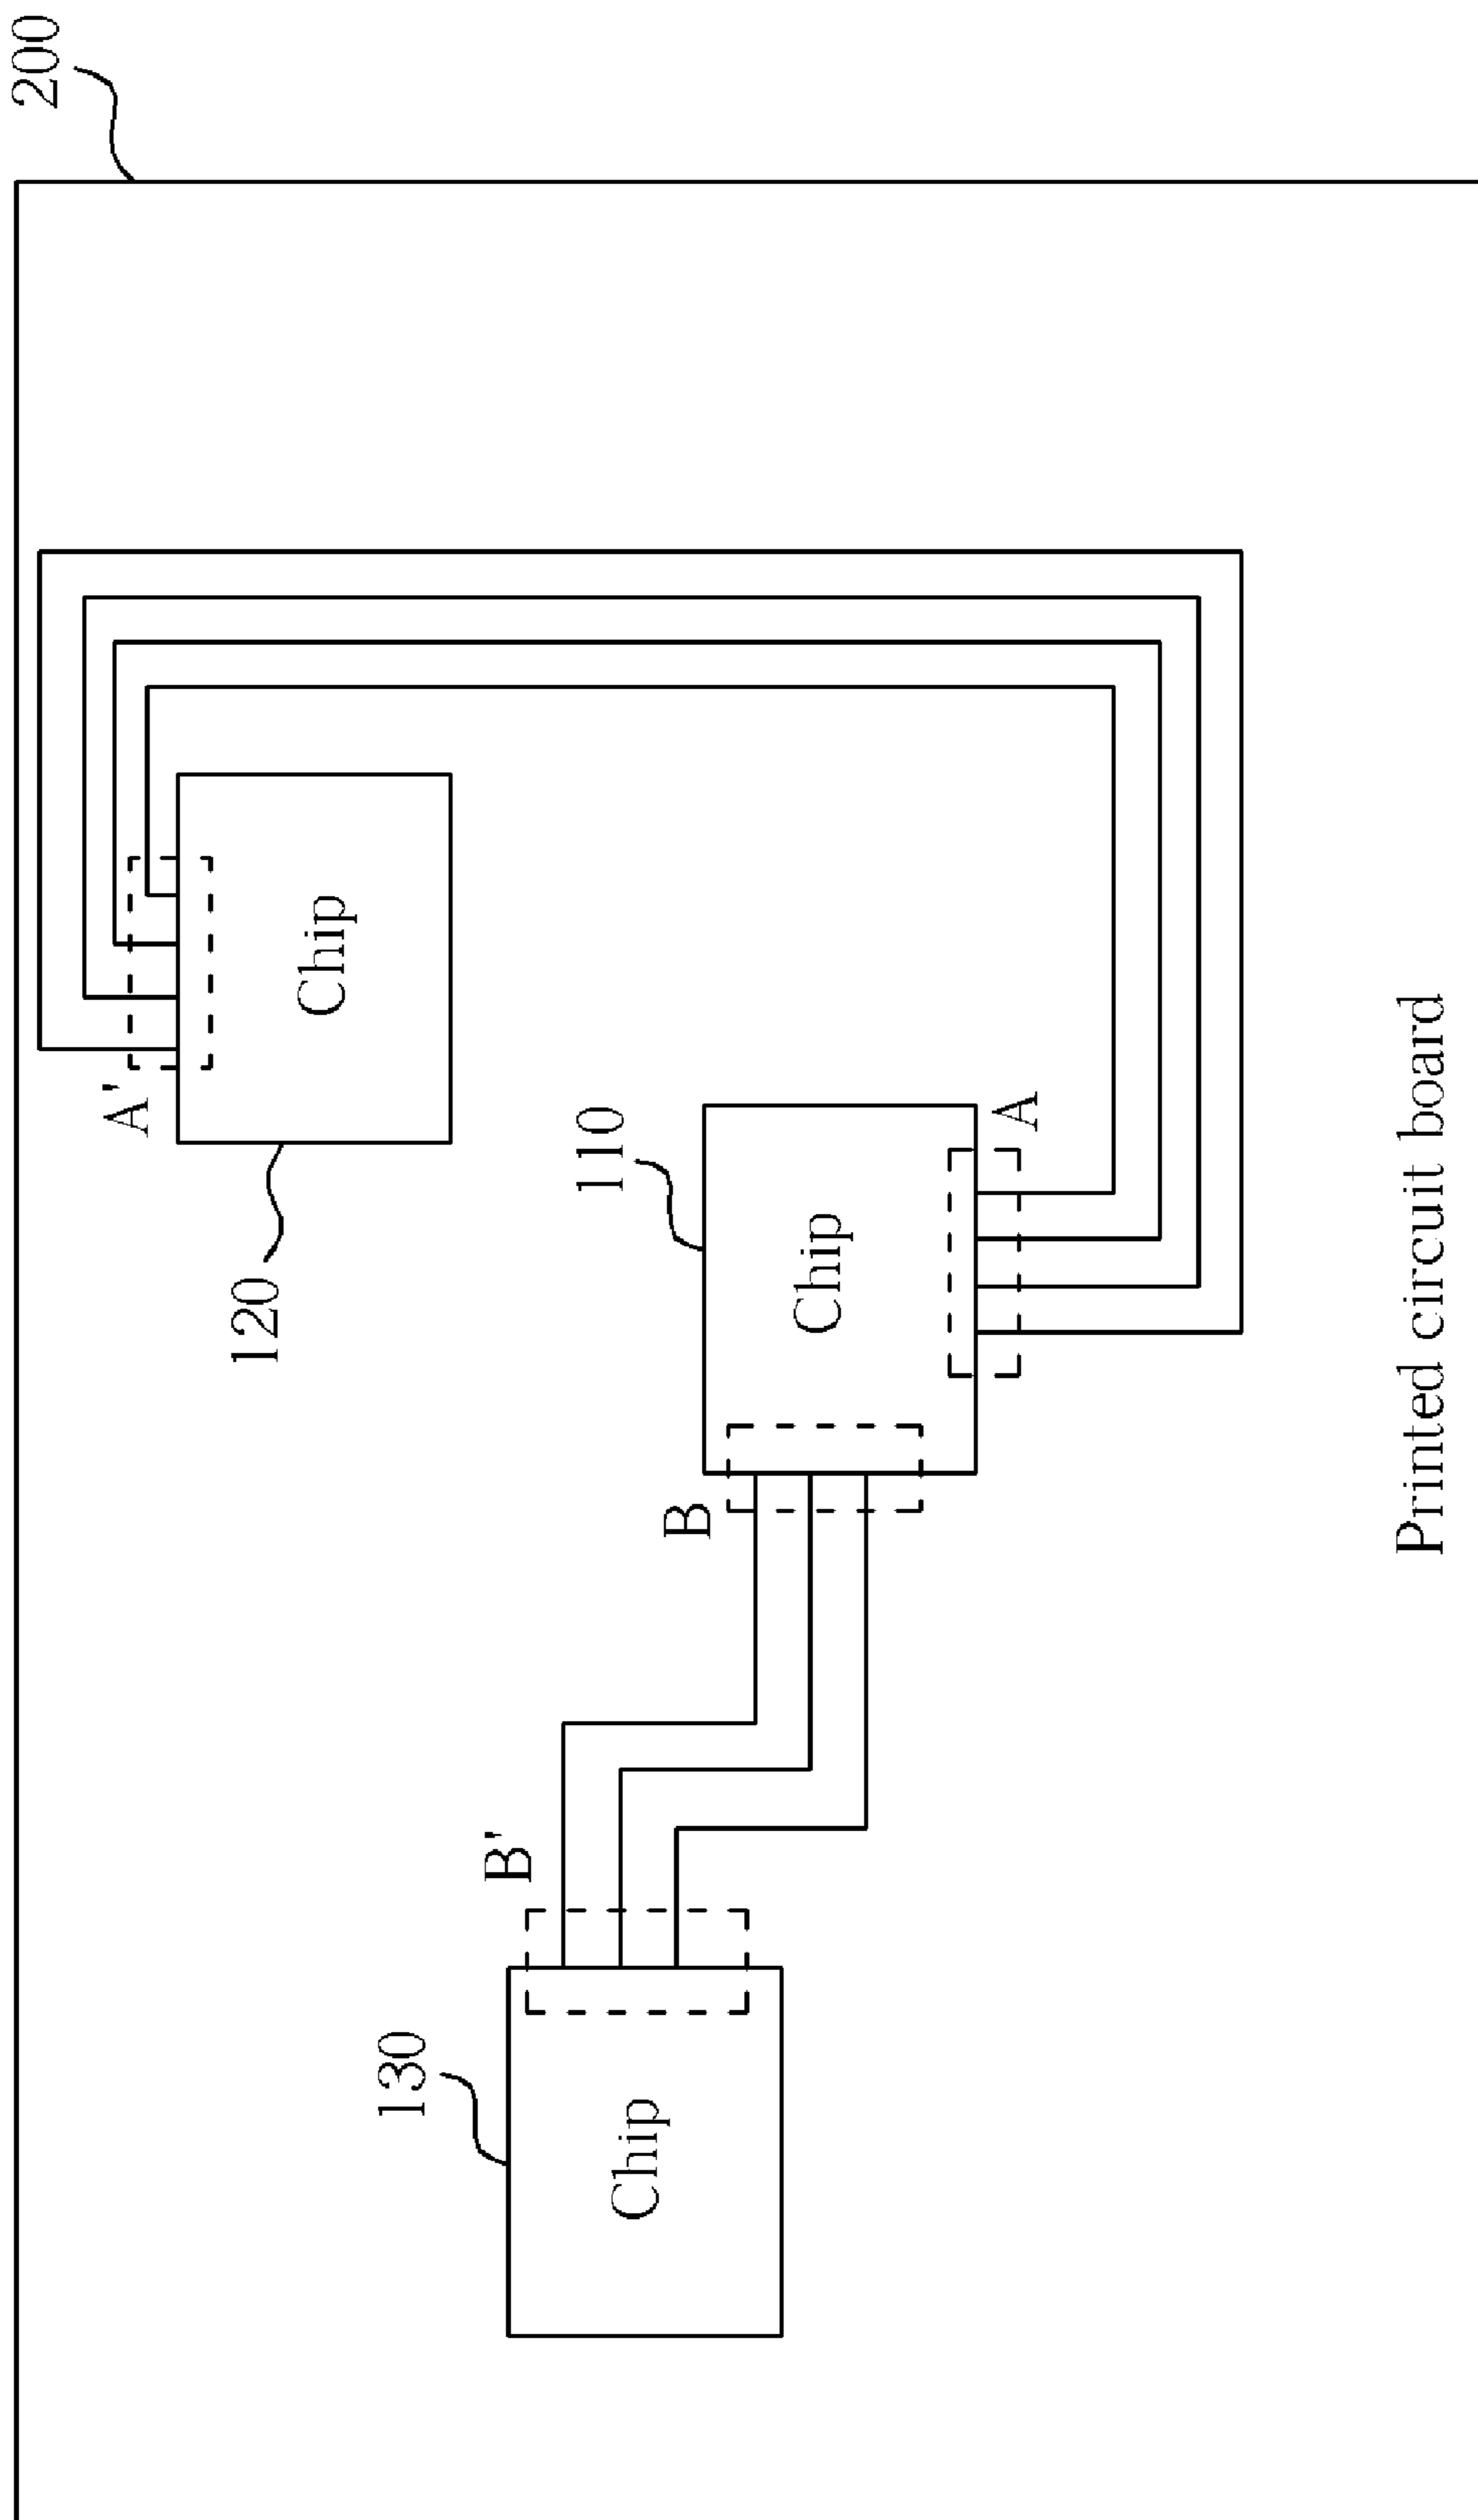 200
A'
Chip
120
110
A
Chip
B
B'
130
Chip
Printed circuit board